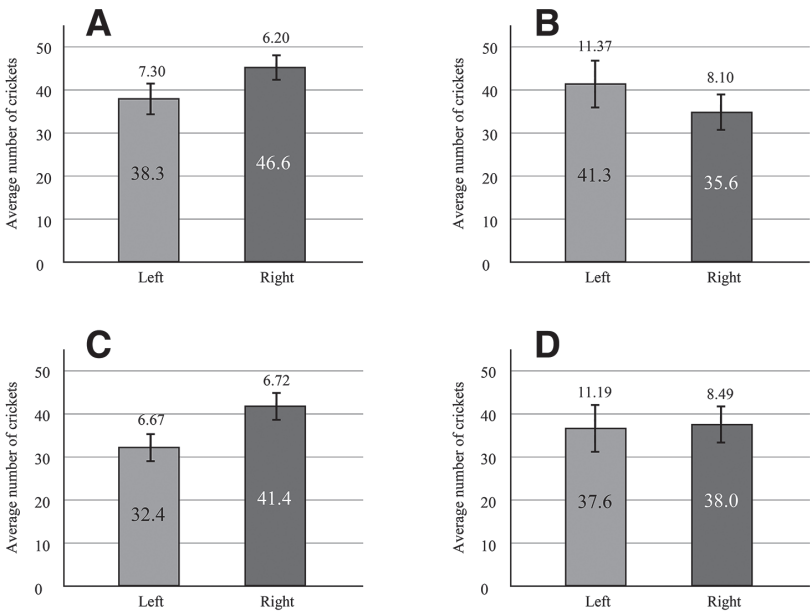 A
Average number of crickets
50
40
30
20
10
0
7.30
6.20
38.3
46.6
Left
Right
B
Average number of crickets
50
40
30
20
10
0
11.37
8.10
41.3
35.6
Left
Right
C
Average number of crickets
50
40
30
20
10
0
6.67
6.72
32.4
41.4
Left
Right
D
Average number of crickets
50
40
30
20
10
0
11.19
8.49
37.6
38.0
Left
Right